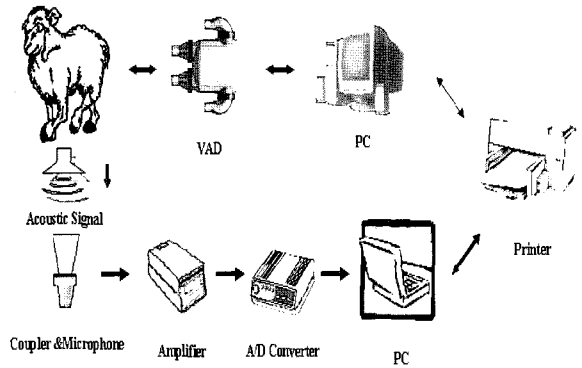 VAD
PC
Acoustic Signal
Printer
Coupler &Microphone
Amplifier
A/D Converter
PC